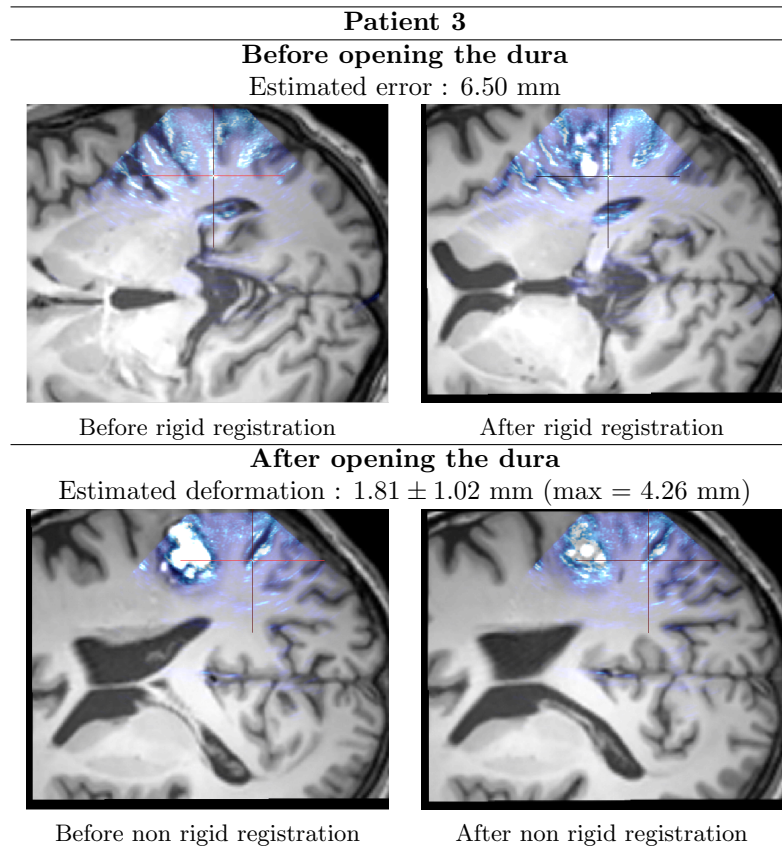 Patient 3
Before opening the dura
Estimated error : 6.50 mm
Before rigid registration
After rigid registration
After opening the dura
Estimated deformation : 1.81 ± 1.02 mm (max = 4.26 mm)
Before non rigid registration
After non rigid registration